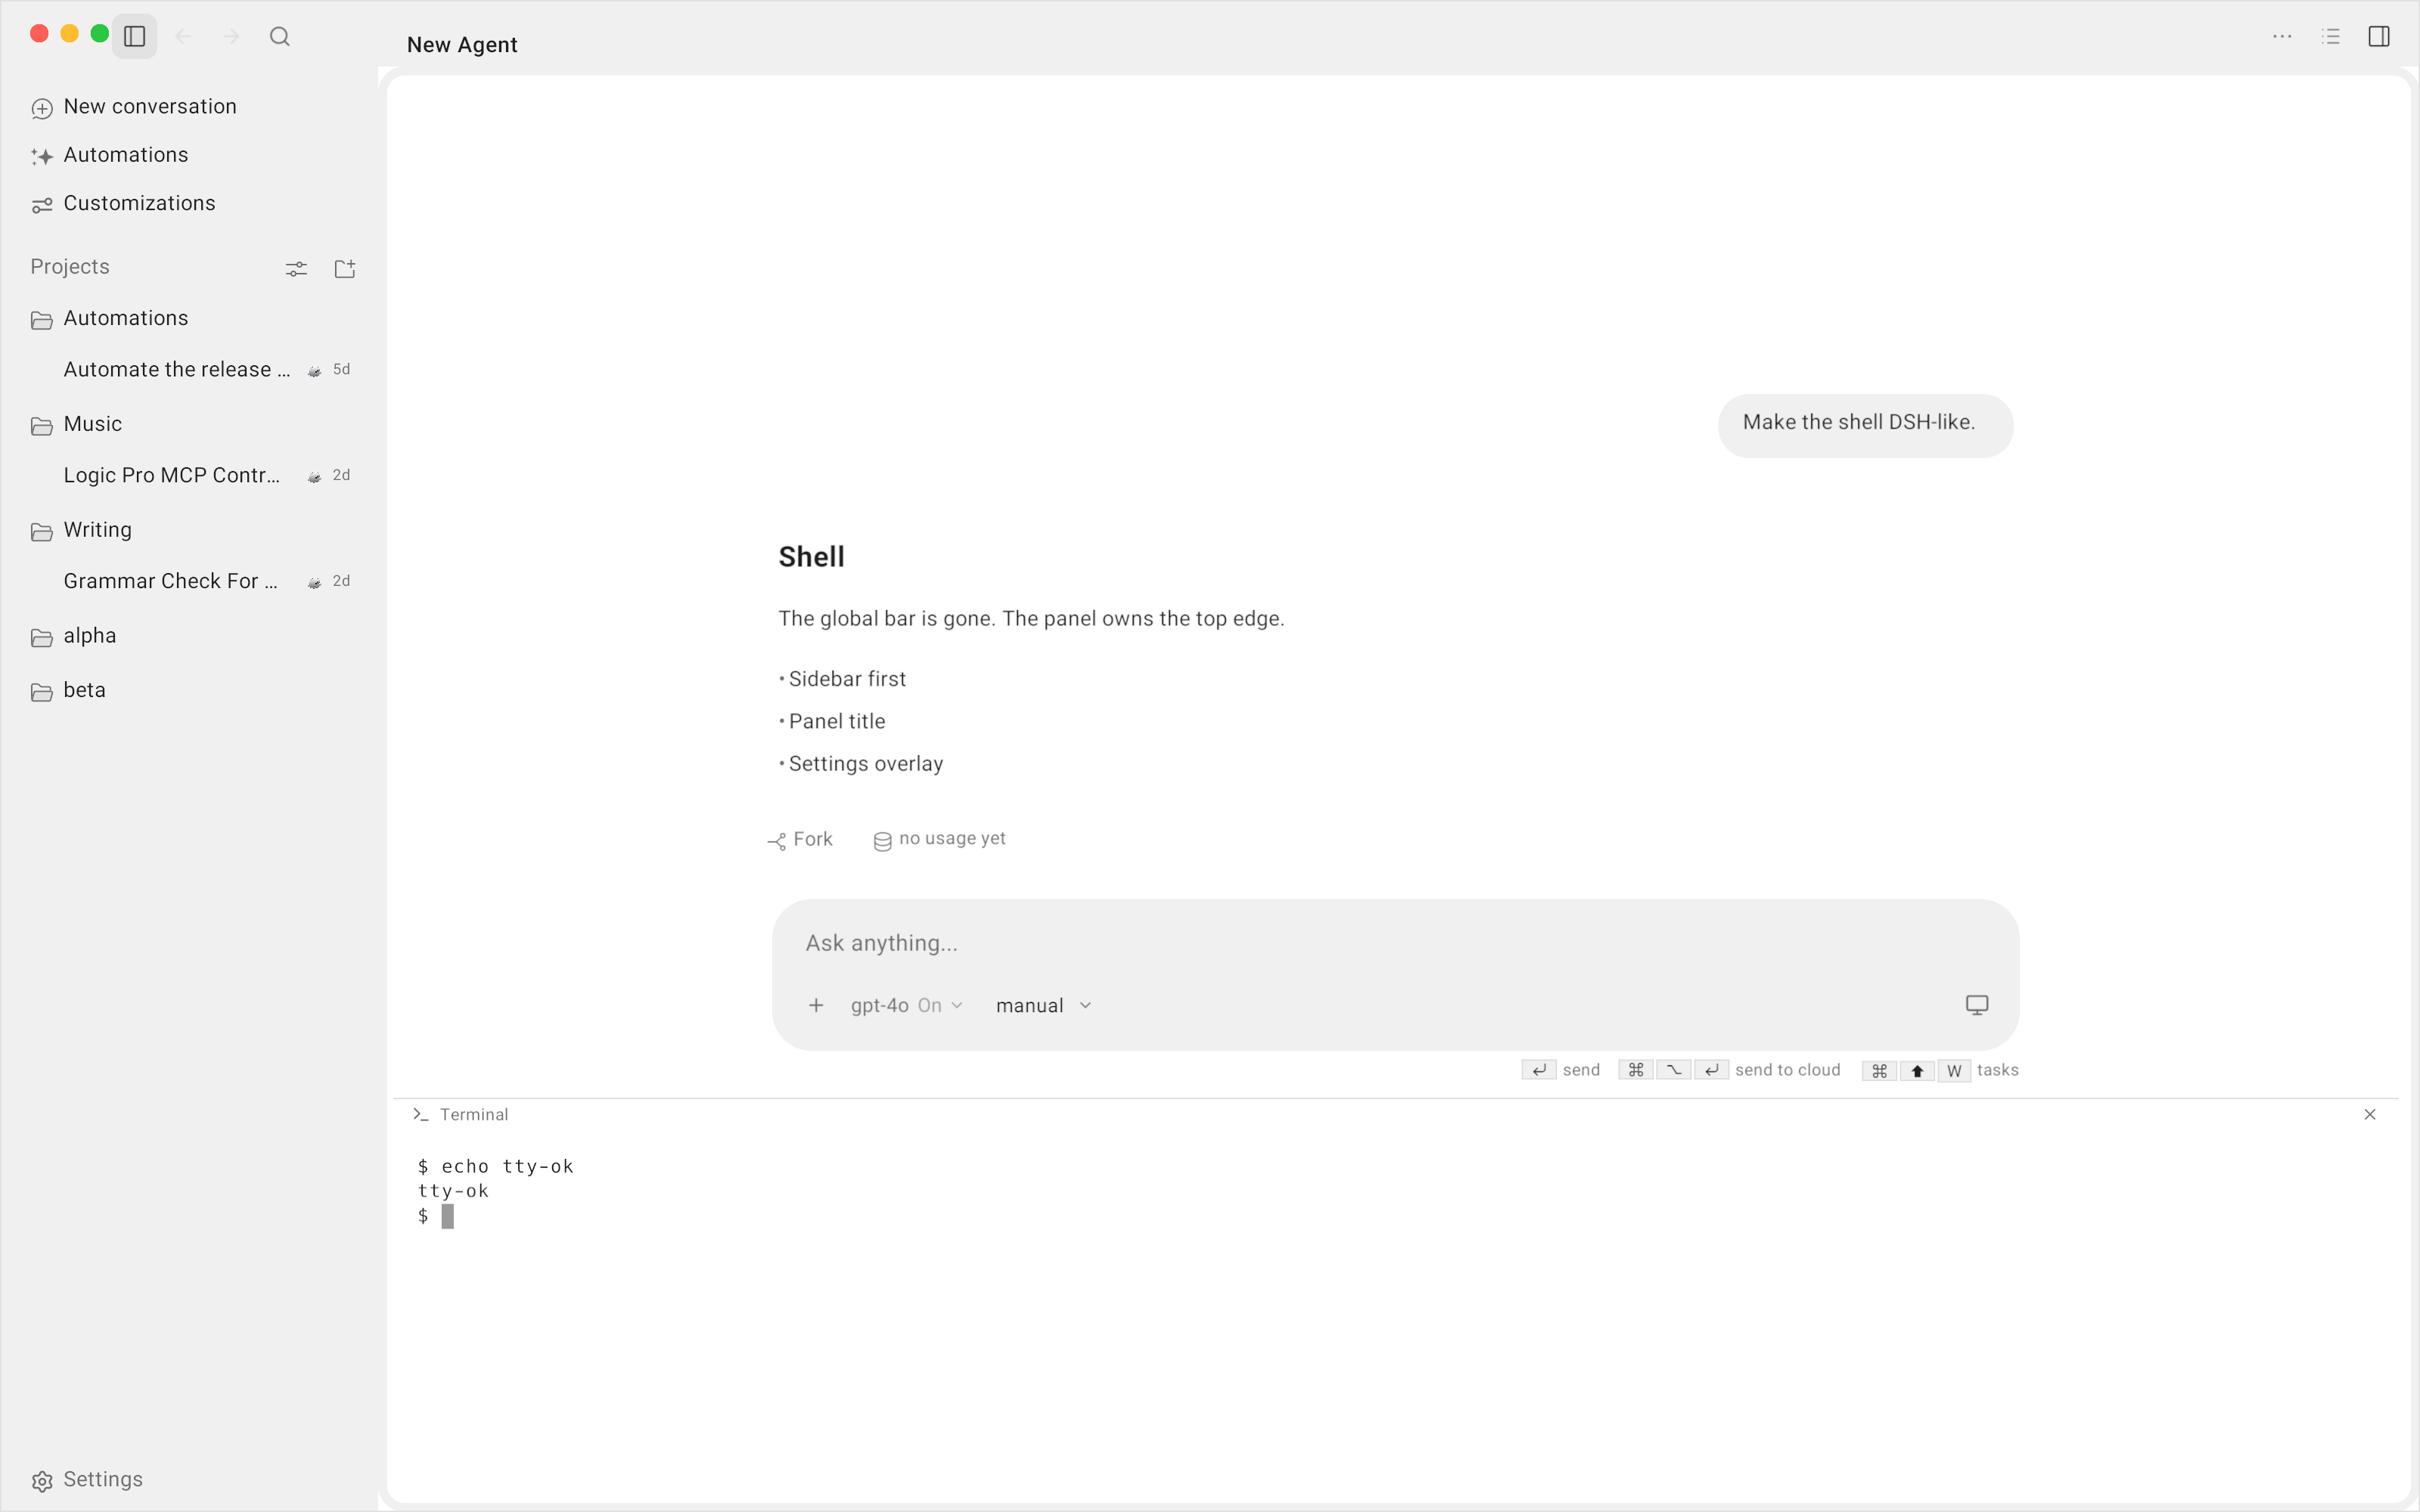 New Agent
New conversation
Automations
Customizations
Projects
Automations
Automate the release ... 5d
Music
Logic Pro MCP Contr... 2d
Writing
Grammar Check For ... 2d
alpha
beta
Settings
Make the shell DSH-like.
Shell
The global bar is gone. The panel owns the top edge.
• Sidebar first
• Panel title
• Settings overlay
Fork no usage yet
Ask anything...
+ gpt-4o On manual
↵ send ⌘ ⌥ ↵ send to cloud ⌘ ⬆ W tasks
Terminal
$ echo tty-ok
tty-ok
$